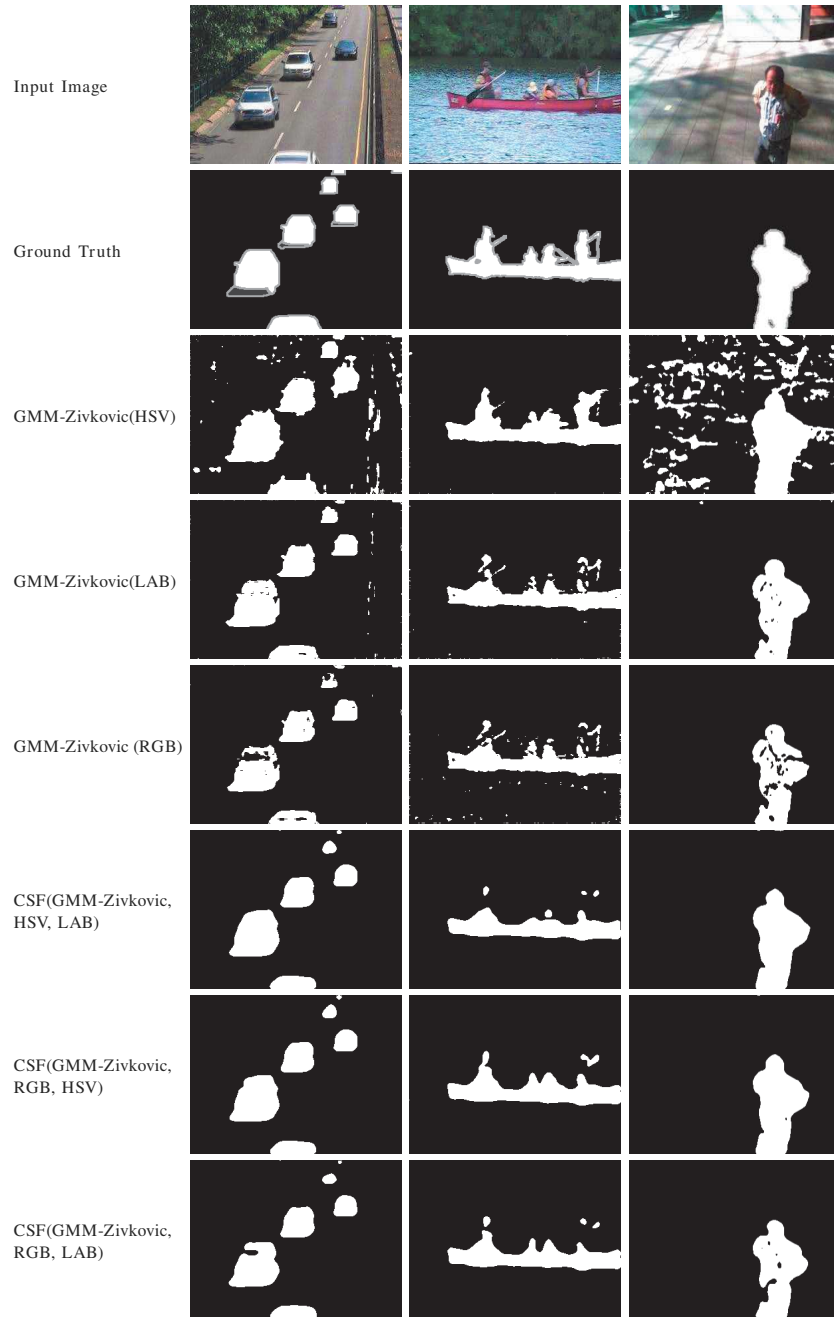 Input Image
Ground Truth
GMM-Zivkovic(HSV)
GMM-Zivkovic(LAB)
GMM-Zivkovic (RGB)
CSF(GMM-Zivkovic,
HSV, LAB)
CSF(GMM-Zivkovic,
RGB, HSV)
CSF(GMM-Zivkovic,
RGB, LAB)